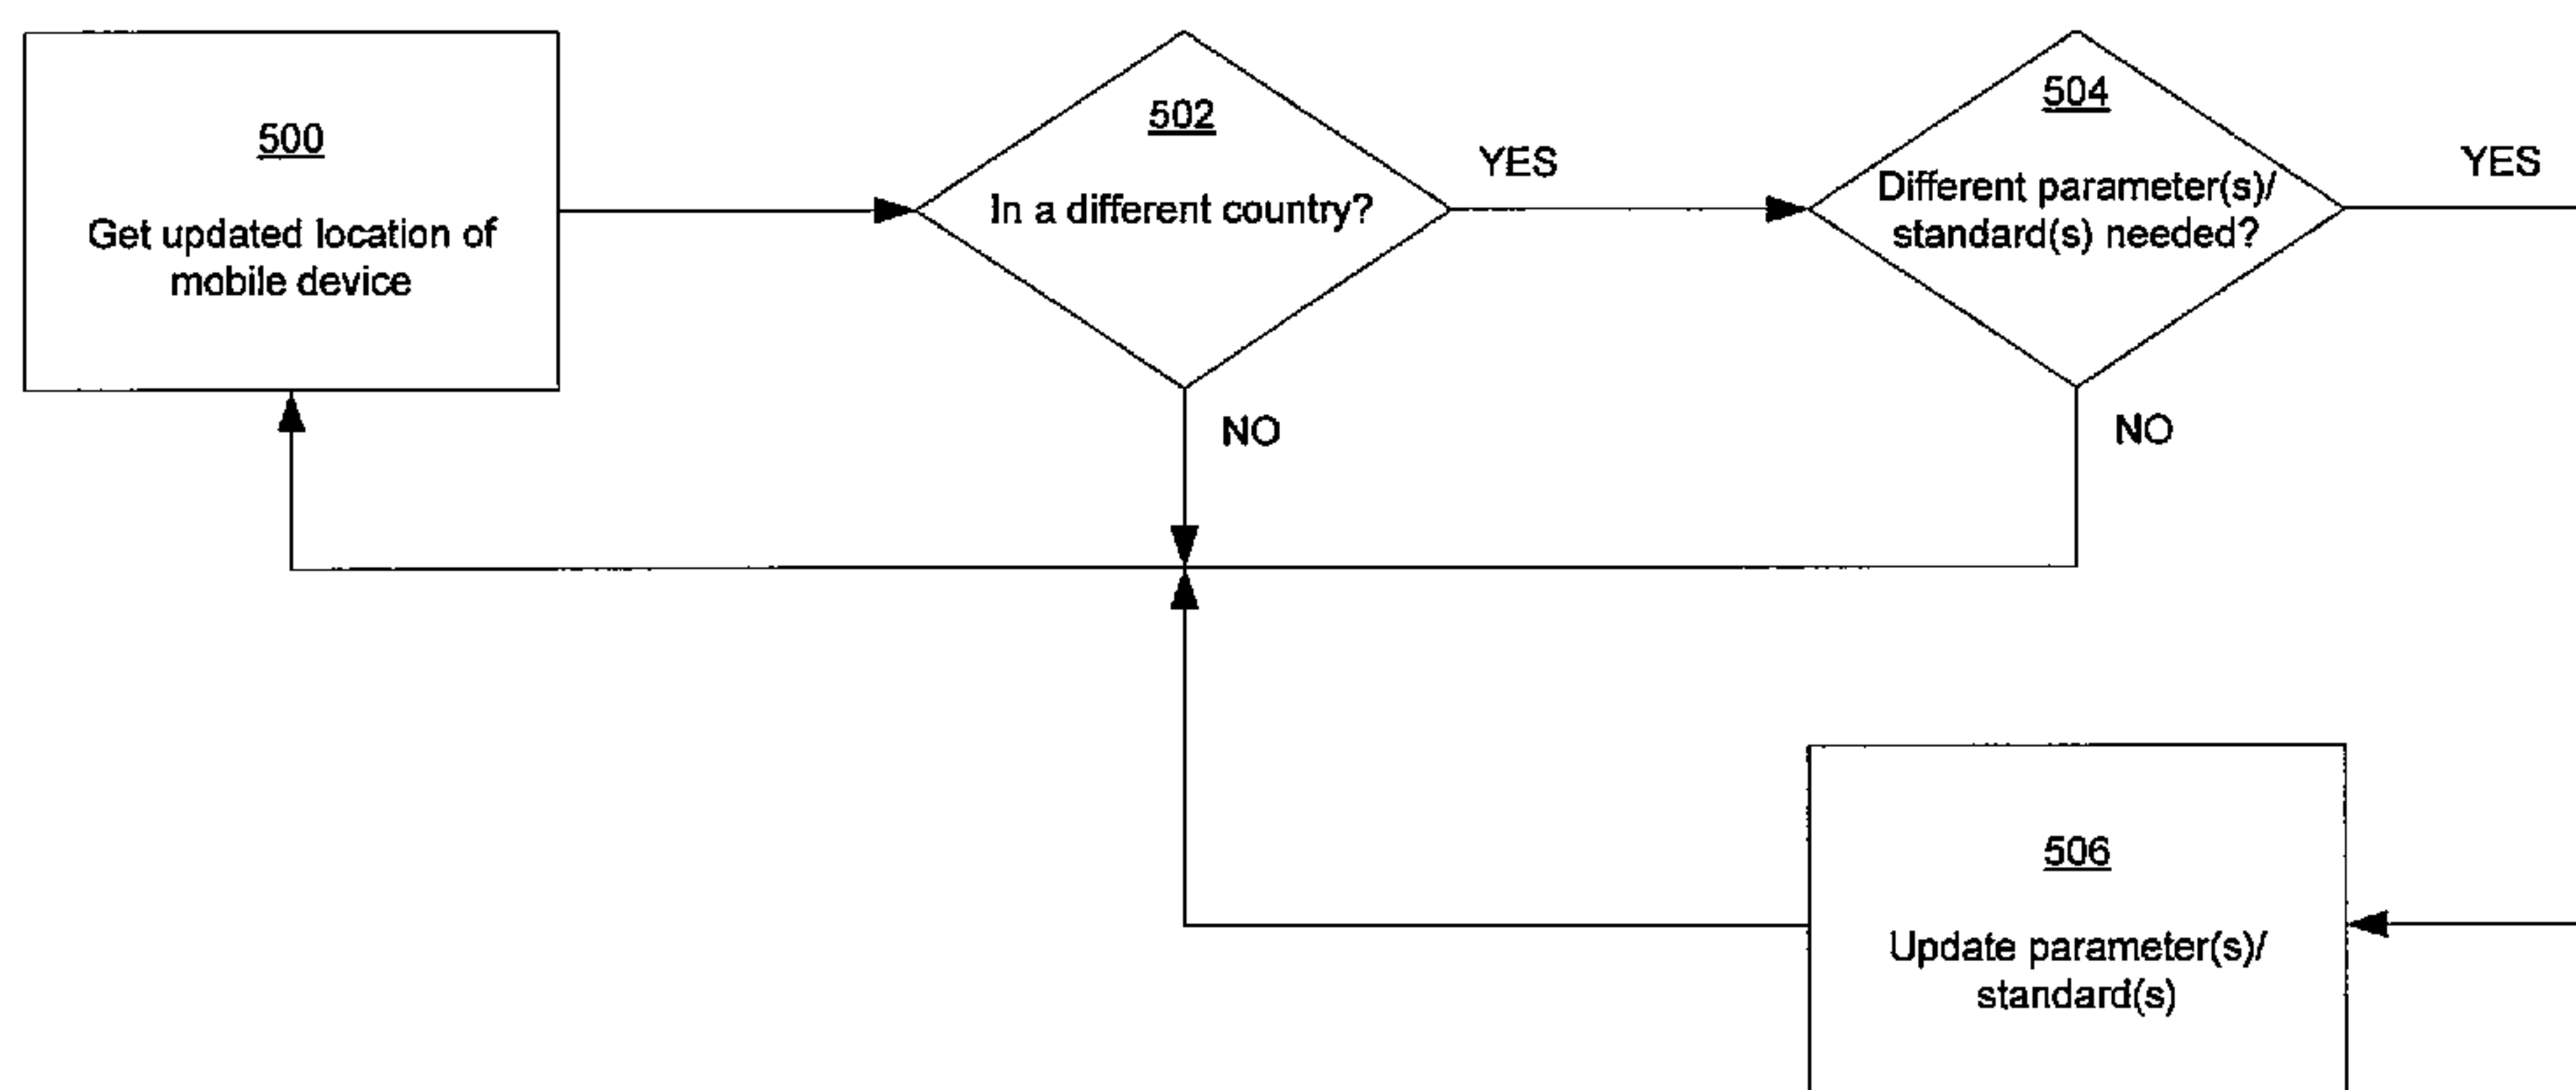 500
Get updated location of
mobile device
502
In a different country?
YES
NO
504
Different parameter(s)/
standard(s) needed?
YES
NO
506
Update parameter(s)/
standard(s)